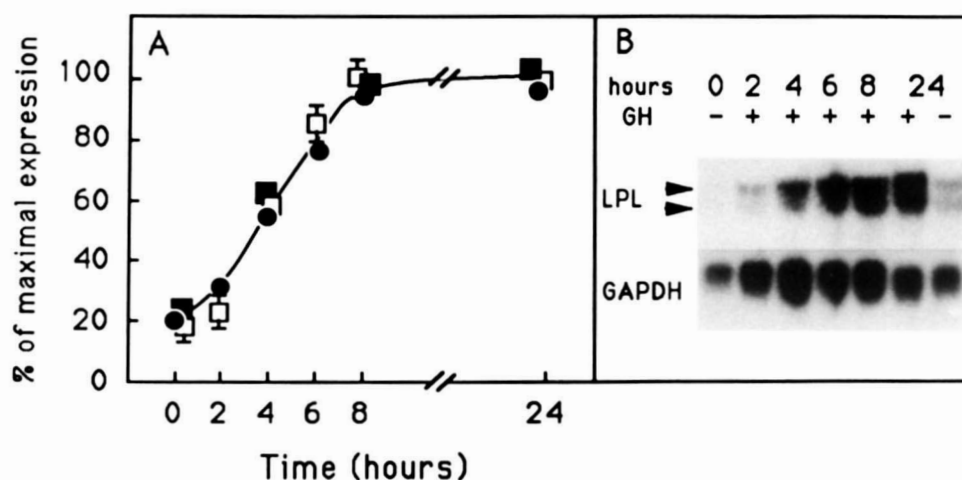 A
% of maximal expression
100
80
60
40
20
0
0 2 4 6 8 24
Time (hours)
B
hours 0 2 4 6 8 24
GH - + + + + + -
LPL
GAPDH